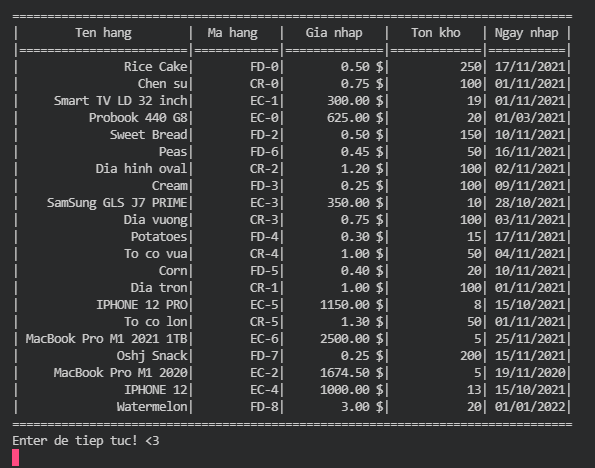 ================================================================================
| Ten hang | Ma hang | Gia nhap | Ton kho | Ngay nhap |
|========================|============|==============|=============|===========|
| Rice Cake| FD-0| 0.50 $| 250| 17/11/2021|
| Chen su| CR-0| 0.75 $| 100| 01/11/2021|
| Smart TV LD 32 inch| EC-1| 300.00 $| 19| 01/11/2021|
| Probook 440 G8| EC-0| 625.00 $| 20| 01/03/2021|
| Sweet Bread| FD-2| 0.50 $| 150| 10/11/2021|
| Peas| FD-6| 0.45 $| 50| 16/11/2021|
| Dia hinh oval| CR-2| 1.20 $| 100| 02/11/2021|
| Cream| FD-3| 0.25 $| 100| 09/11/2021|
| SamSung GLS J7 PRIME| EC-3| 350.00 $| 10| 28/10/2021|
| Dia vuong| CR-3| 0.75 $| 100| 03/11/2021|
| Potatoes| FD-4| 0.30 $| 15| 17/11/2021|
| To co vua| CR-4| 1.00 $| 50| 04/11/2021|
| Corn| FD-5| 0.40 $| 20| 10/11/2021|
| Dia tron| CR-1| 1.00 $| 100| 01/11/2021|
| IPHONE 12 PRO| EC-5| 1150.00 $| 8| 15/10/2021|
| To co lon| CR-5| 1.30 $| 50| 01/11/2021|
| MacBook Pro M1 2021 1TB| EC-6| 2500.00 $| 5| 25/11/2021|
| Oshj Snack| FD-7| 0.25 $| 200| 15/11/2021|
| MacBook Pro M1 2020| EC-2| 1674.50 $| 5| 19/11/2020|
| IPHONE 12| EC-4| 1000.00 $| 13| 15/10/2021|
| Watermelon| FD-8| 3.00 $| 20| 01/01/2022|
================================================================================
Enter de tiep tuc! <3